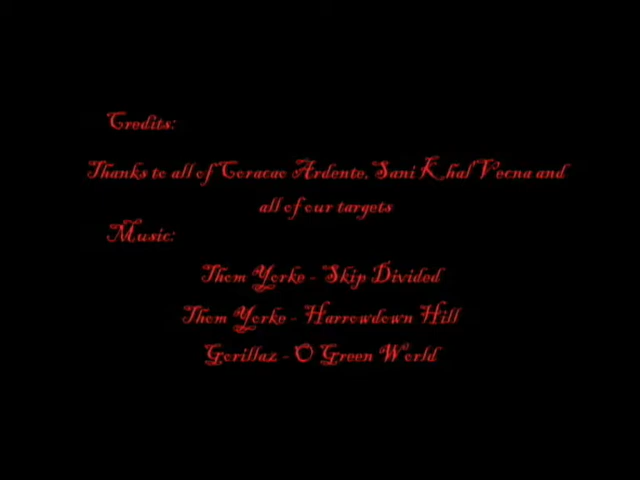 Credits:
Thanks to all of Coracao Ardente, Sani Khal Vecna and
all of our targets
Music:
Thom Yorke - Skip Divided
Thom Yorke - Harrowdown Hill
Gorillaz - O Green World